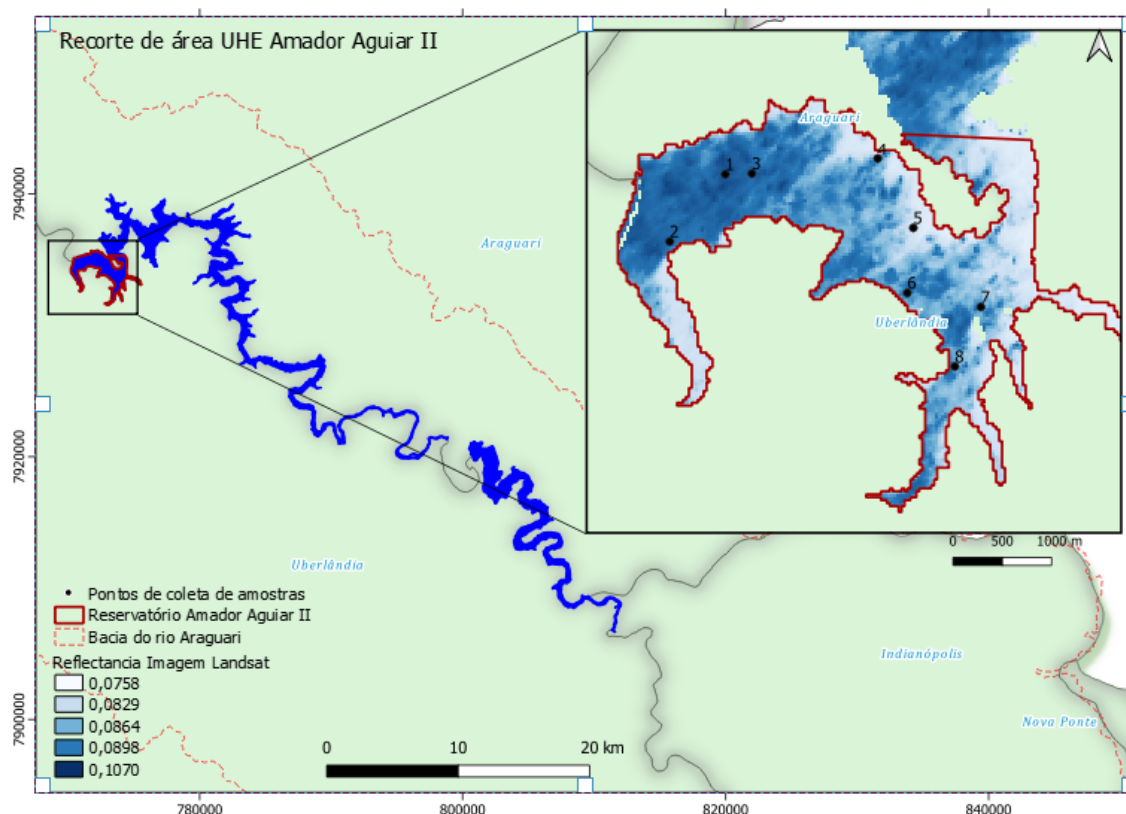 Recorte de área UHE Amador Aguiar II
Araguari
1
3
4
2
5
6
7
Uberlândia
8
7940000
Araguari
7920000
0 500 1000 m
Uberlândia
Pontos de coleta de amostras
Reservatório Amador Aguiar II
Bacia do rio Araguari
Reflectancia Imagem Landsat
0,0758
0,0829
0,0864
0,0898
0,1070
Indianópolis
Nova Ponte
7900000
0 10 20 km
780000 800000 820000 840000